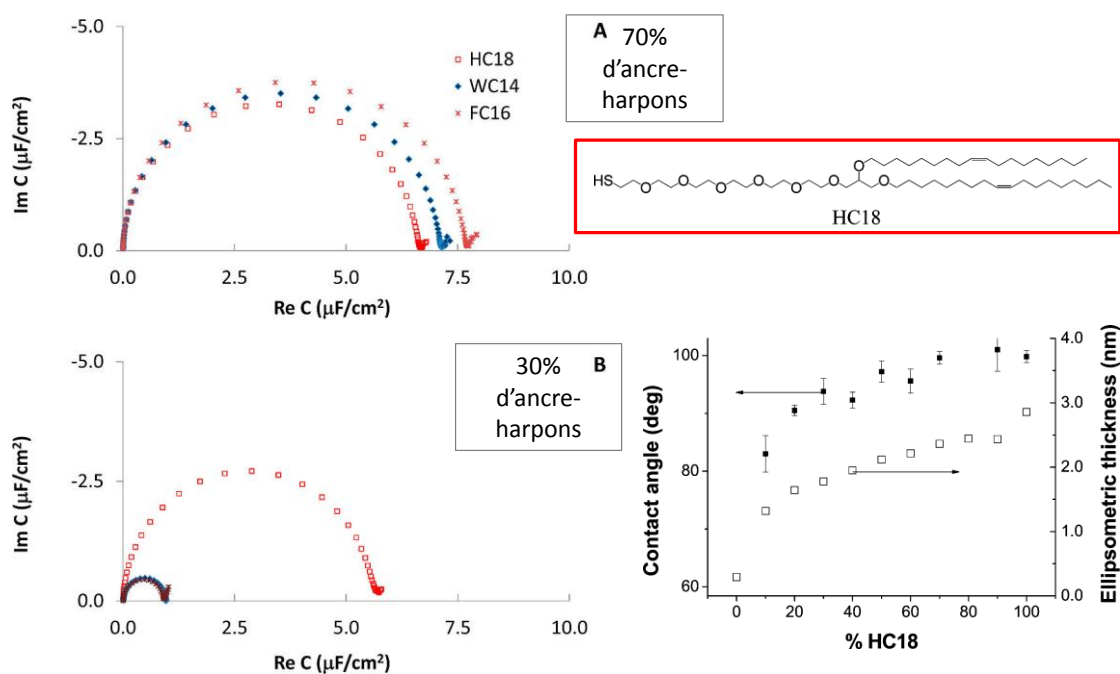 -5.0
-2.5
0.0
Im C (µF/cm²)
0.0 2.5 5.0 7.5 10.0
Re C (µF/cm²)
A
HC18
WC14
FC16
70%
d’ancre-
harpons
HS O O O O O O O O
HC18
-5.0
-2.5
0.0
Im C (µF/cm²)
0.0 2.5 5.0 7.5 10.0
Re C (µF/cm²)
B
30%
d’ancre-
harpons
100
80
60
Contact angle (deg)
4.0
3.0
2.0
1.0
0.0
Ellipsometric thickness (nm)
0 20 40 60 80 100
% HC18